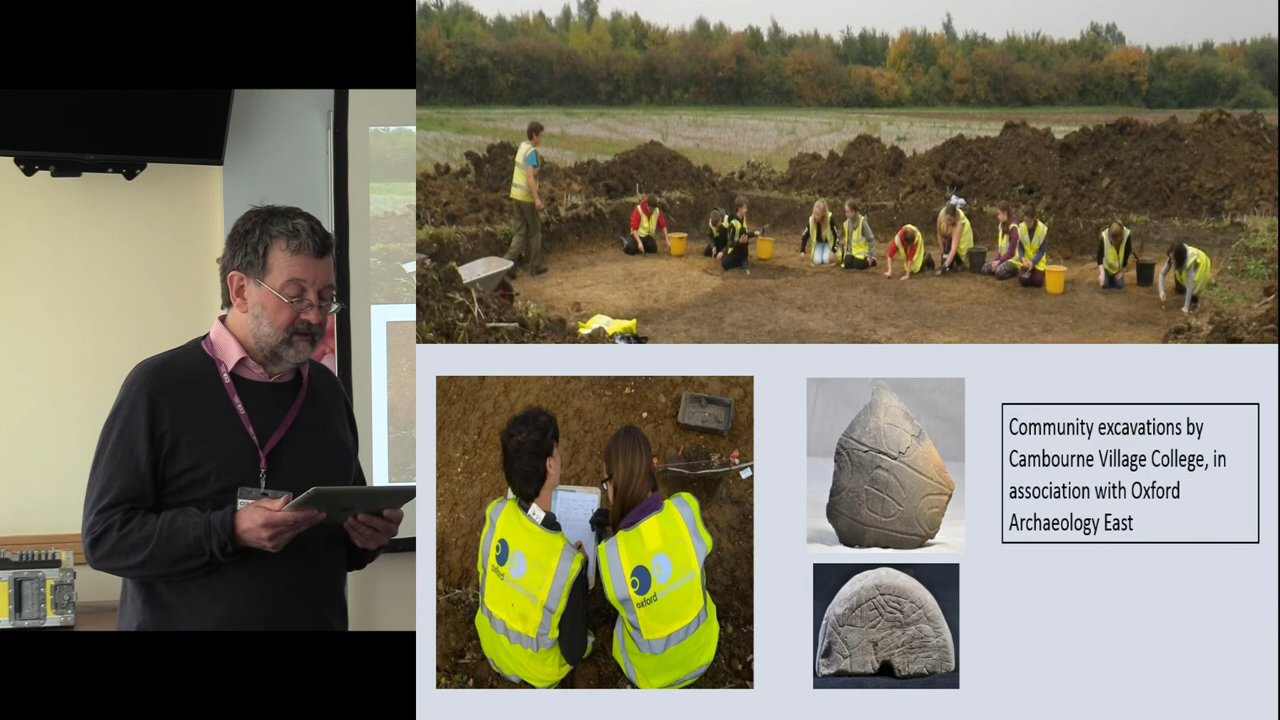 Community excavations by
Cambourne Village College, in
association with Oxford
Archaeology East
oxford
oxford